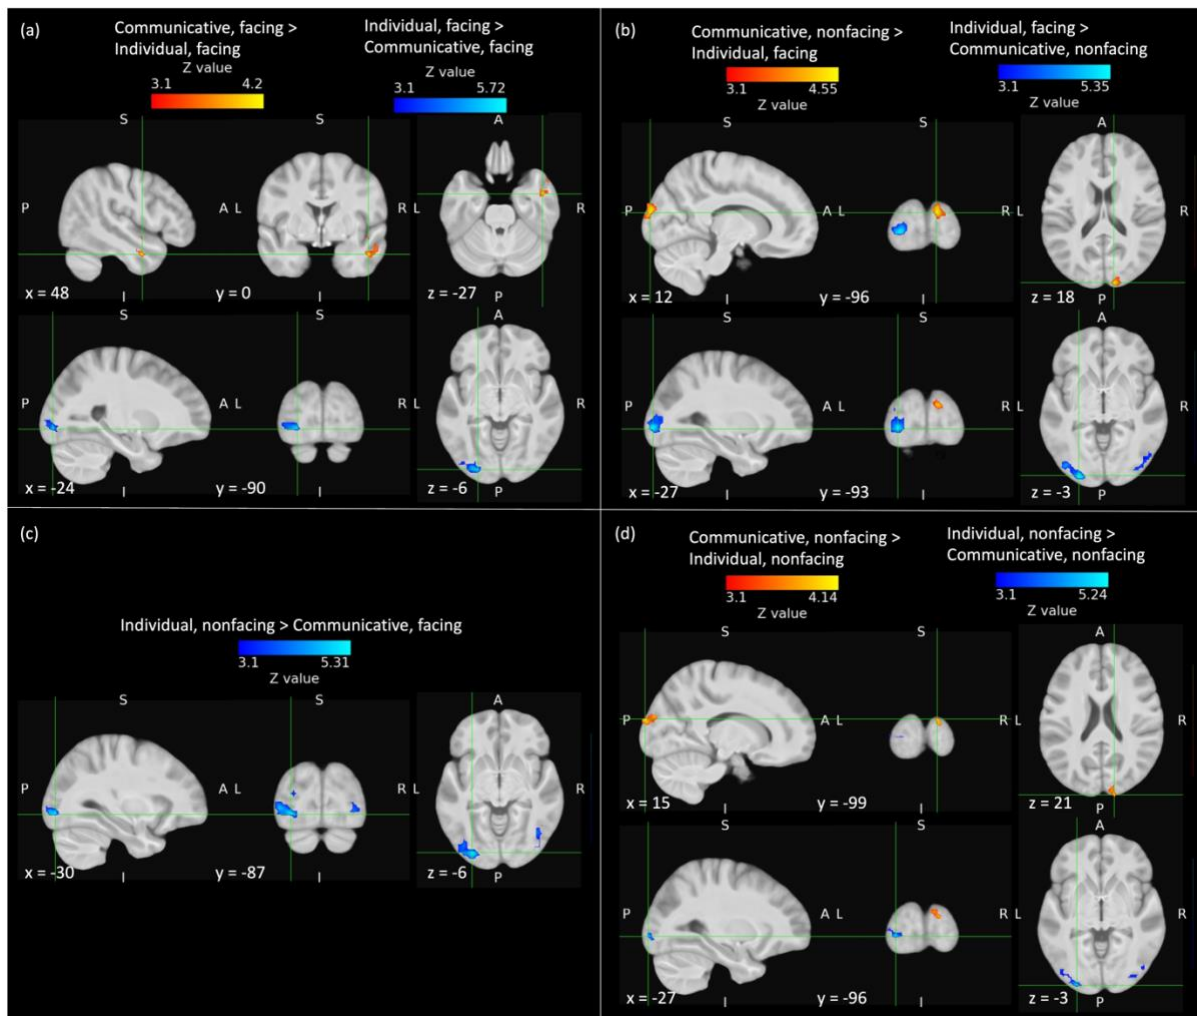 (a)
Communicative, facing >
Individual, facing
Z value
3.1 4.2
Individual, facing >
Communicative, facing
Z value
3.1 5.72
S S A
P A L R L R
I I P
x = 48 y = 0 z = -27
S S A
P A L R L R
I I P
x = -24 y = -90 z = -6
(b)
Communicative, nonfacing >
Individual, facing
3.1 4.55
Z value
Individual, facing >
Communicative, nonfacing
3.1 5.35
Z value
S S A
P A L R L R
I I P
x = 12 y = -96 z = 18
S S A
P A L R L R
I I P
x = -27 y = -93 z = -3
(c)
Individual, nonfacing > Communicative, facing
3.1 5.31
Z value
S S A
P A L R L R
I I P
x = -30 y = -87 z = -6
(d)
Communicative, nonfacing >
Individual, nonfacing
3.1 4.14
Z value
Individual, nonfacing >
Communicative, nonfacing
3.1 5.24
Z value
S S A
P A L R L R
I I P
x = 15 y = -99 z = 21
S S A
P A L R L R
I I P
x = -27 y = -96 z = -3